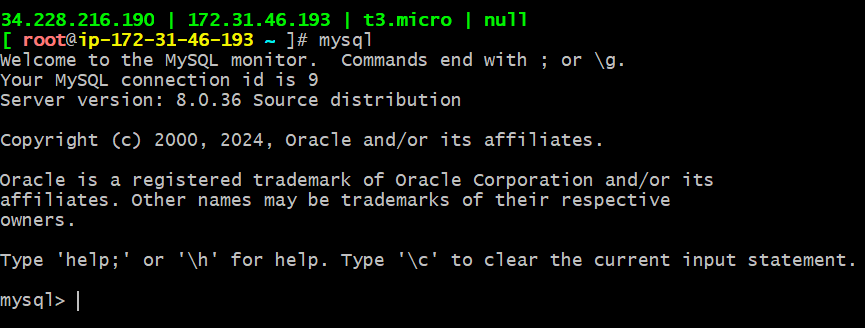 34.228.216.190 | 172.31.46.193 | t3.micro | null
[ root@ip-172-31-46-193 ~ ]# mysql
Welcome to the MySQL monitor.  Commands end with ; or \g.
Your MySQL connection id is 9
Server version: 8.0.36 Source distribution
Copyright (c) 2000, 2024, Oracle and/or its affiliates.
Oracle is a registered trademark of Oracle Corporation and/or its
affiliates. Other names may be trademarks of their respective
owners.
Type 'help;' or '\h' for help. Type '\c' to clear the current input statement.
mysql>